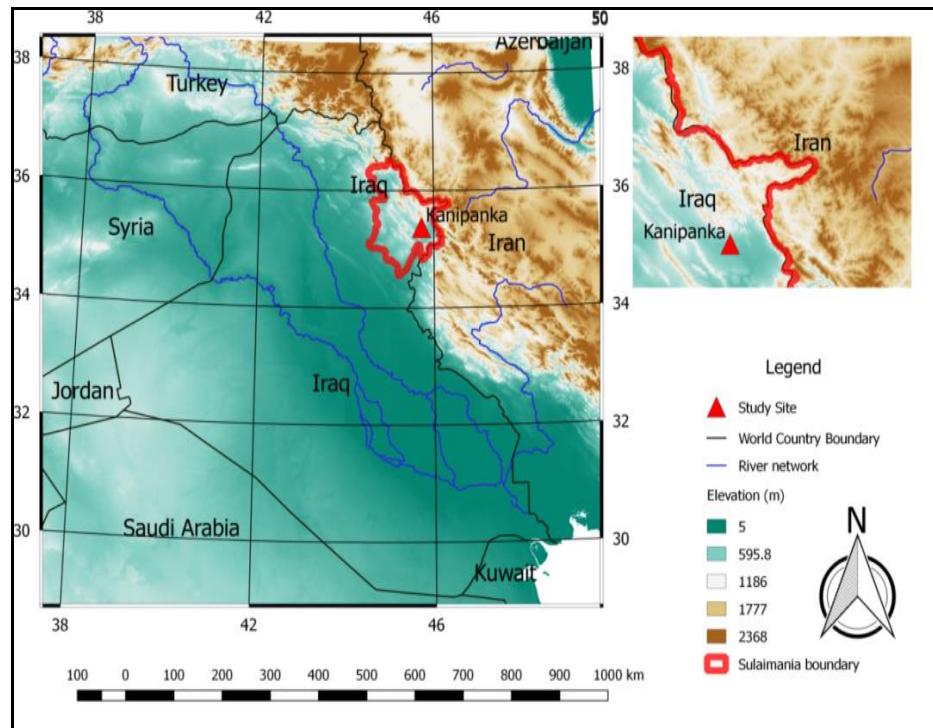 38
42
46
50
38
36
34
32
30
Azerbaijan
Turkey
Iraq
Kanipanka
Syria
Iran
Jordan
Iraq
Saudi Arabia
Kuwait
38
36
34
32
30
38
42
46
Iran
Iraq
Kanipanka
Legend
Study Site
World Country Boundary
River network
Elevation (m)
5
595.8
1186
1777
2368
Sulaimania boundary
N
100 0 100 200 300 400 500 600 700 800 900 1000 km